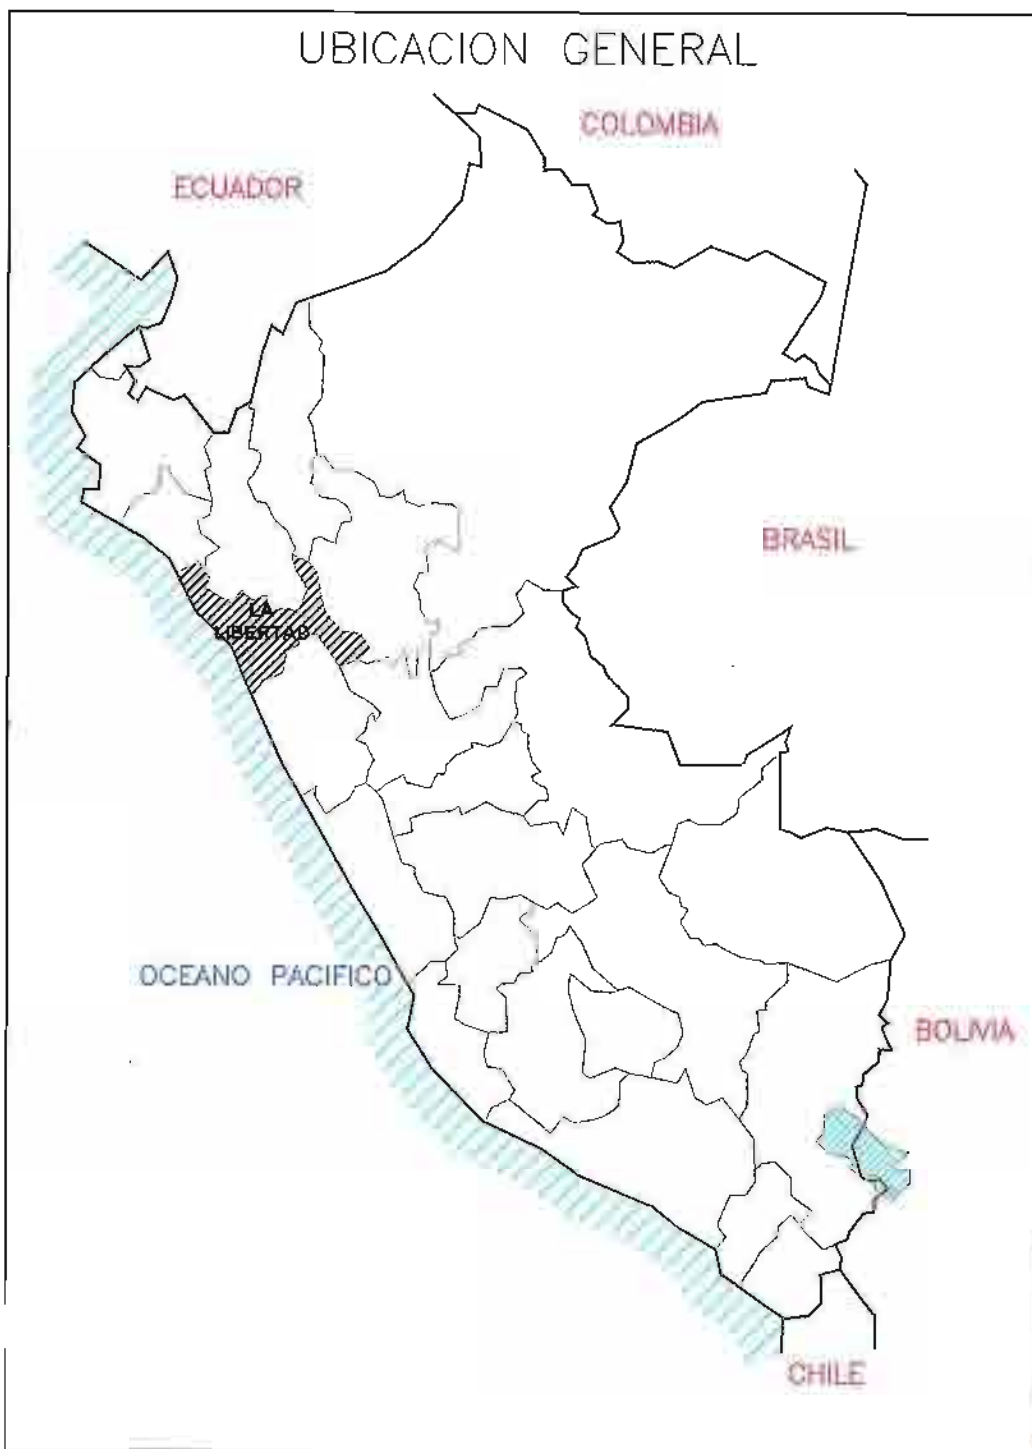 UBICACION GENERAL
COLOMBIA
ECUADOR
BRASIL
LA
LIBERTAD
OCEANO PACIFICO
BOLIVIA
CHILE